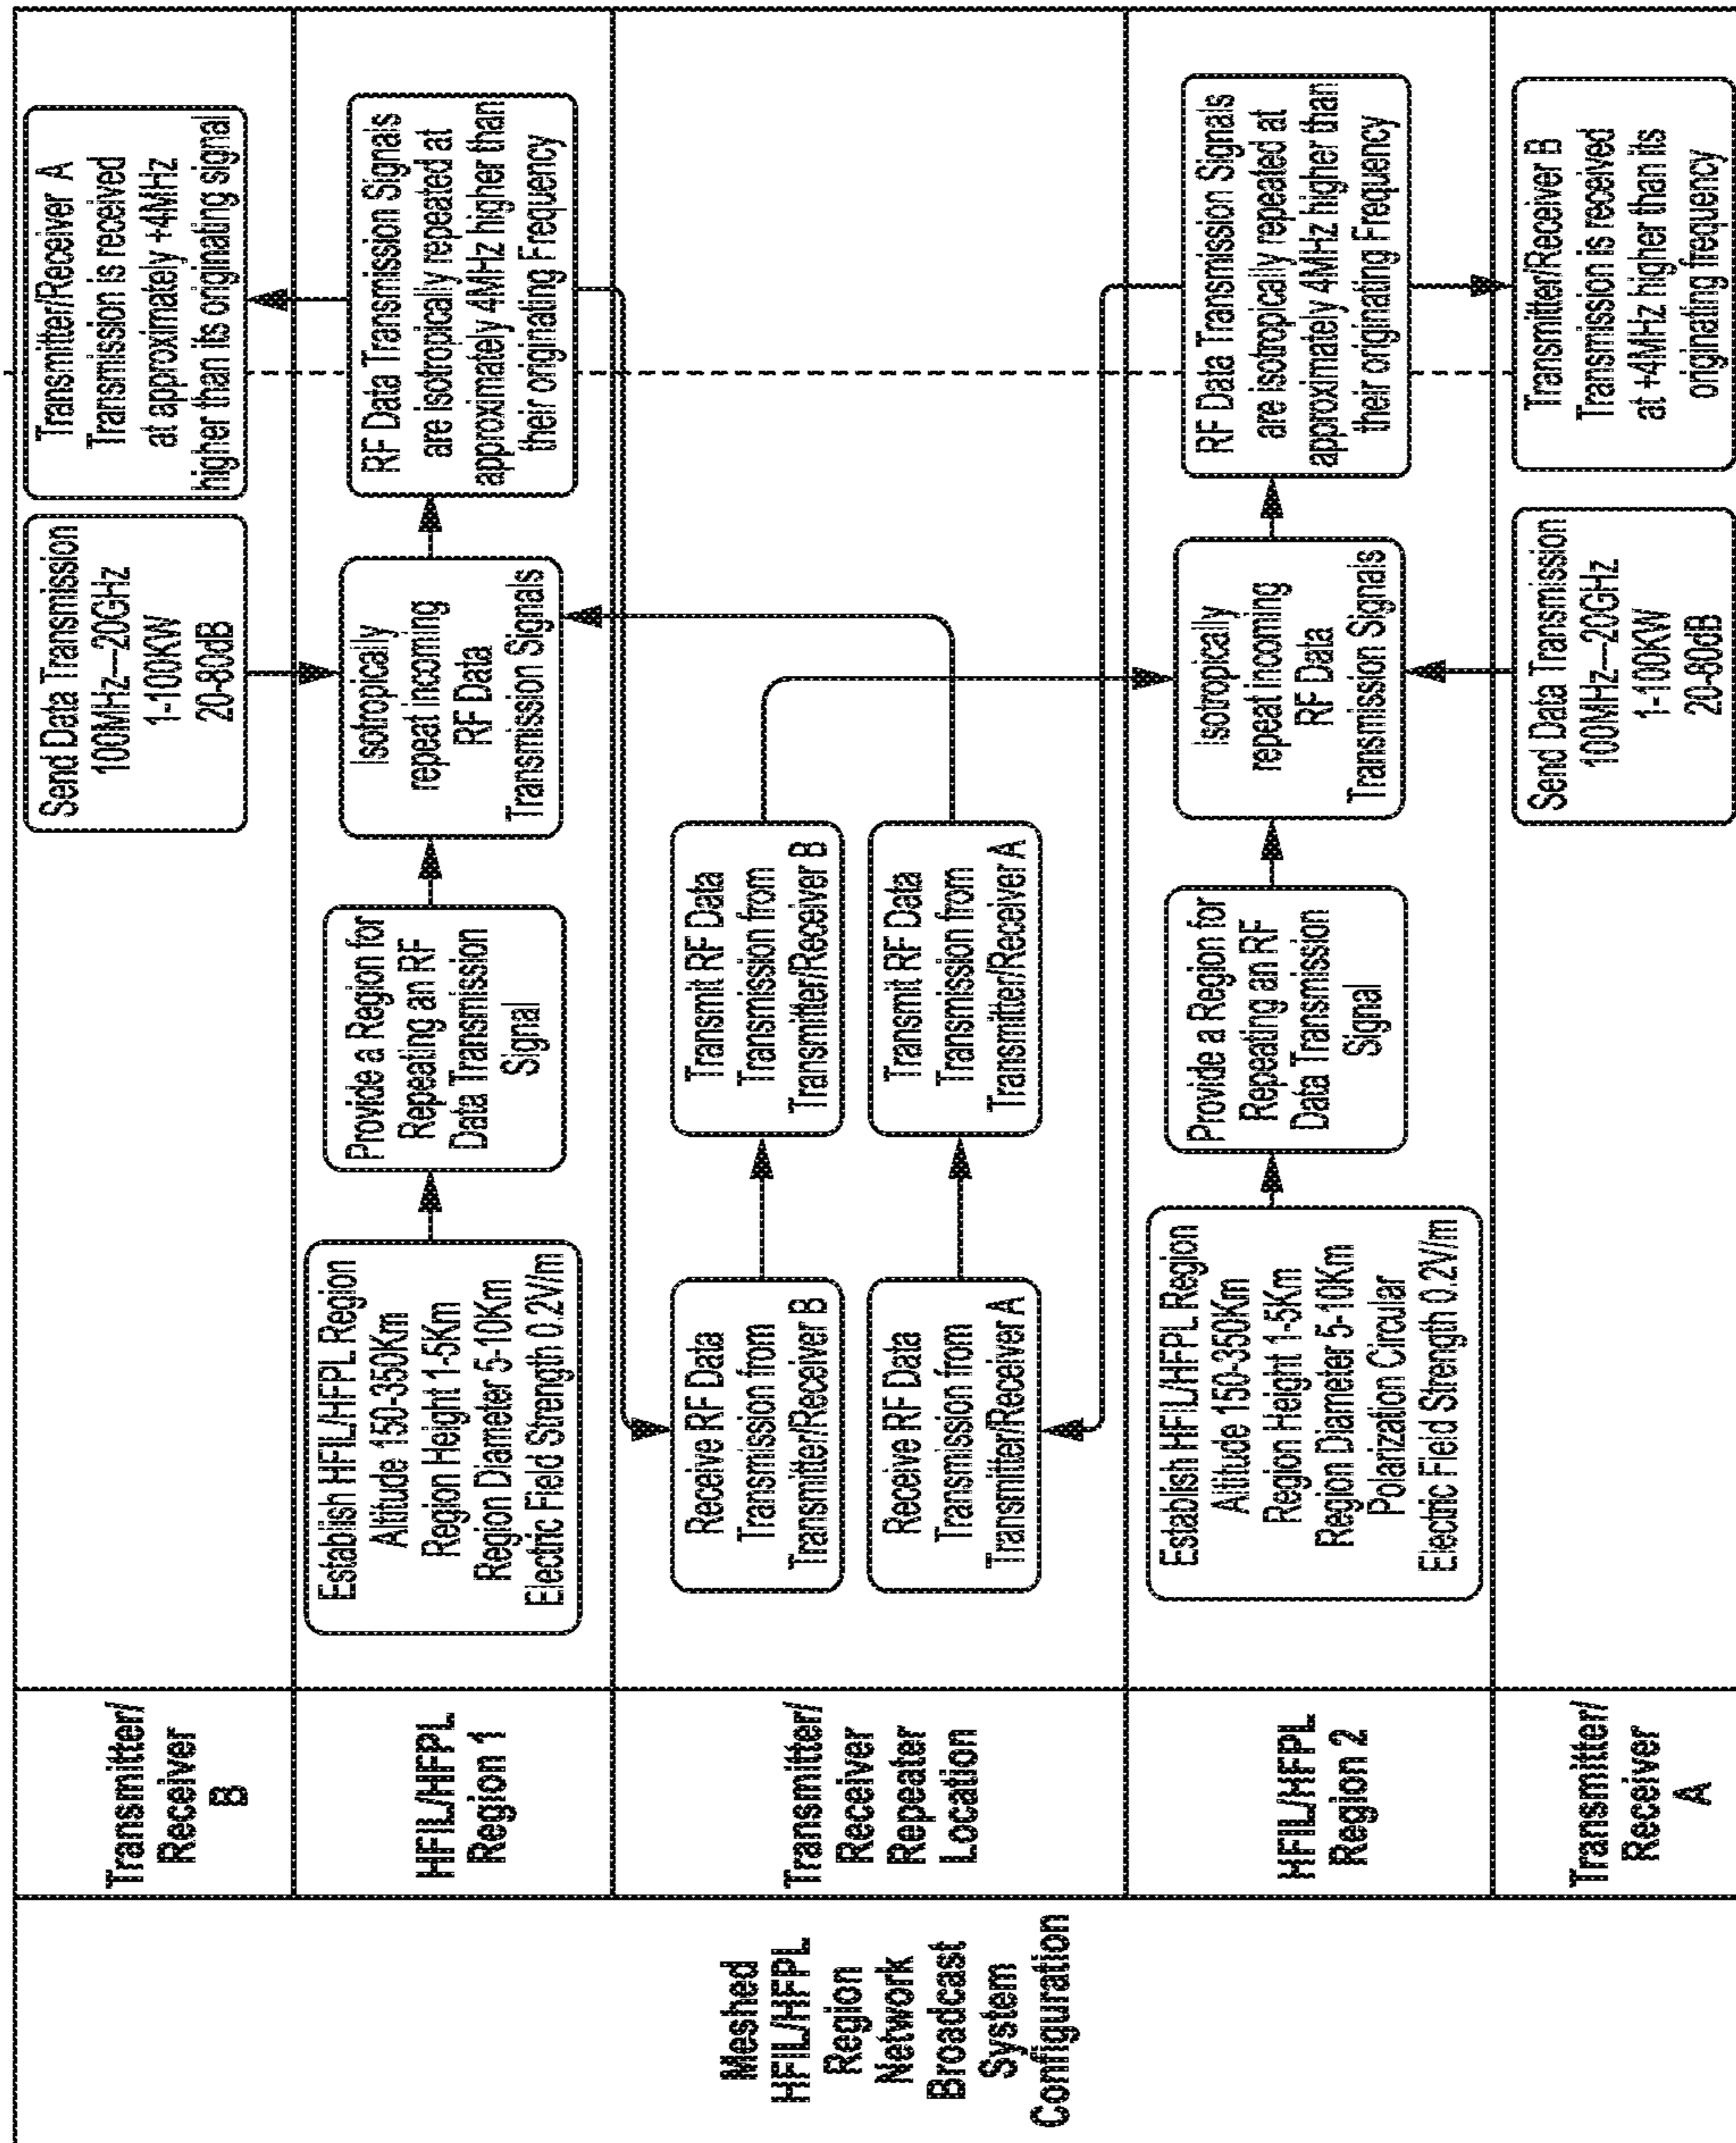 Meshed
HFIL/HFPL
Region
Network
Broadcast
System
Configuration
Transmitter/
Receiver
B
Send Data Transmission
100MHz—20GHz
1-100KW
20-80dB
Transmitter/Receiver A
Transmission is received
at approximately +4MHz
higher than its originating signal
HFIL/HFPL
Region 1
Establish HFIL/HFPL Region
Altitude 150-350Km
Region Height 1-5Km
Region Diameter 5-10Km
Electric Field Strength 0.2V/m
Provide a Region for
Repeating an RF
Data Transmission
Signal
Isotropically
repeat incoming
RF Data
Transmission Signals
RF Data Transmission Signals
are isotropically repeated at
approximately 4MHz higher than
their originating Frequency
Transmitter/
Receiver
Repeater
Location
Receive RF Data
Transmission from
Transmitter/Receiver B
Transmit RF Data
Transmission from
Transmitter/Receiver B
Receive RF Data
Transmission from
Transmitter/Receiver A
Transmit RF Data
Transmission from
Transmitter/Receiver A
HFIL/HFPL
Region 2
Establish HFIL/HFPL Region
Altitude 150-350Km
Region Height 1-5Km
Region Diameter 5-10Km
Polarization Circular
Electric Field Strength 0.2V/m
Provide a Region for
Repeating an RF
Data Transmission
Signal
Isotropically
repeat incoming
RF Data
Transmission Signals
RF Data Transmission Signals
are isotropically repeated at
approximately 4MHz higher than
their originating Frequency
Transmitter/
Receiver
A
Send Data Transmission
100MHz—20GHz
1-100KW
20-80dB
Transmitter/Receiver B
Transmission is received
at +4MHz higher than its
originating frequency